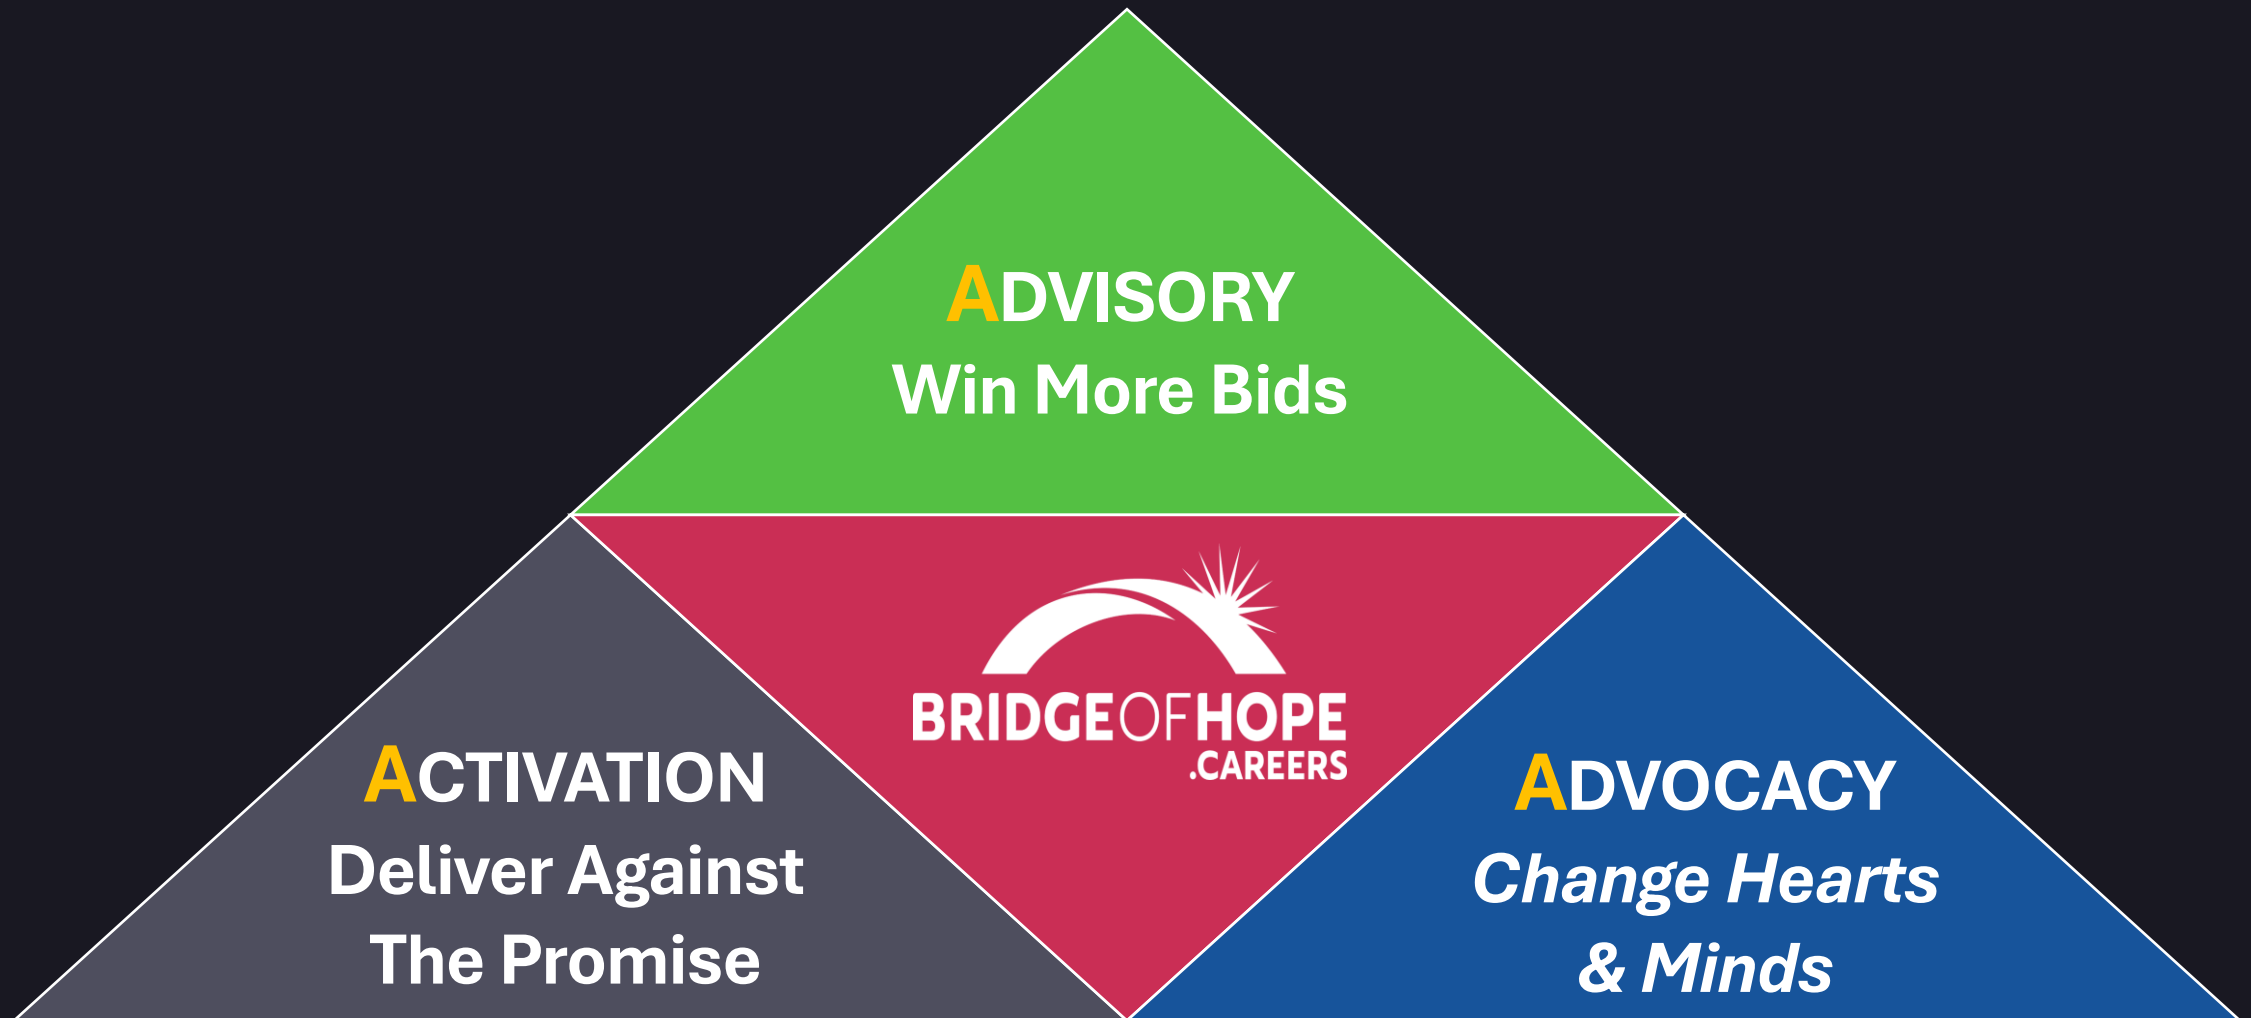 ADVISORY
Win More Bids
BRIDGEOFHOPE
.CAREERS
ACTIVATION
Deliver Against
The Promise
ADVOCACY
Change Hearts
& Minds